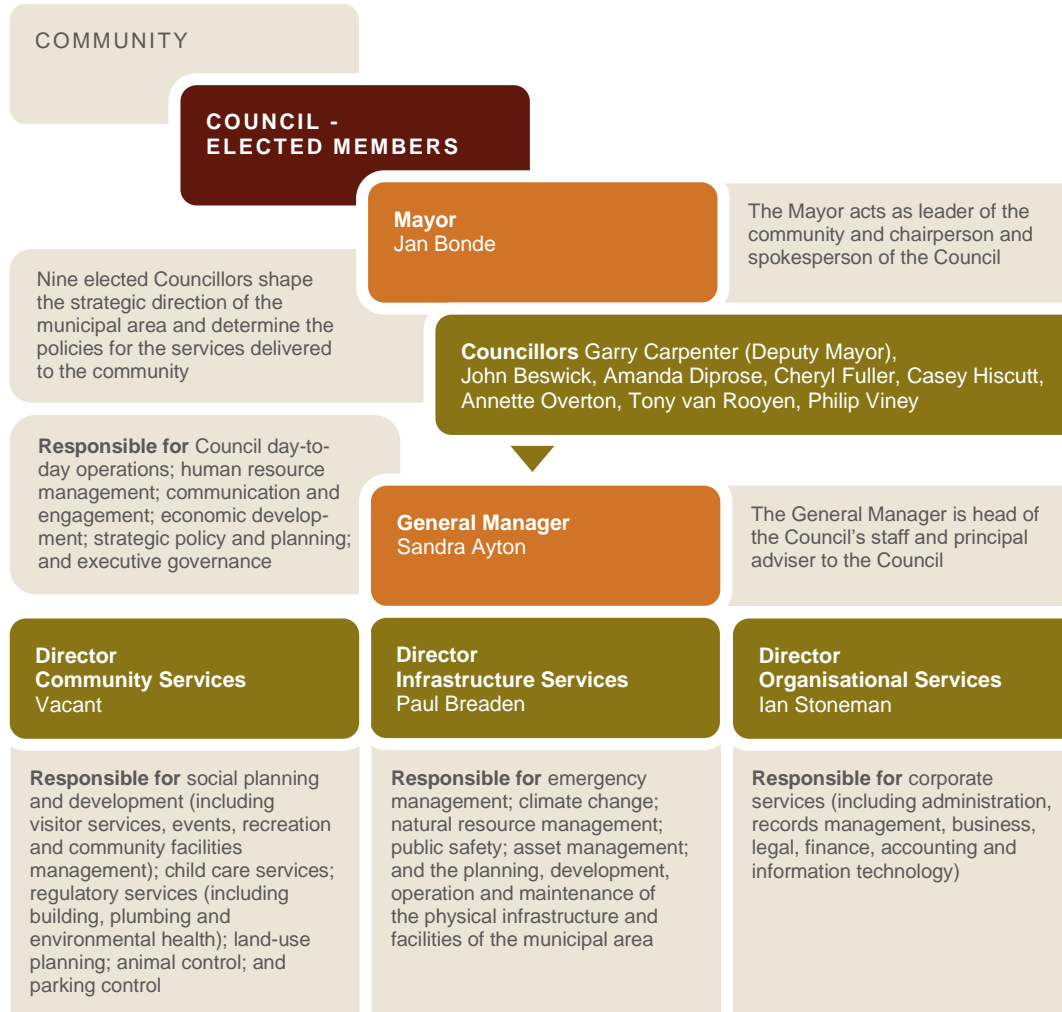 COMMUNITY
COUNCIL -
ELECTED MEMBERS
Mayor
Jan Bonde
The Mayor acts as leader of the
community and chairperson and
spokesperson of the Council
Nine elected Councillors shape
the strategic direction of the
municipal area and determine the
policies for the services delivered
to the community
Councillors Garry Carpenter (Deputy Mayor),
John Beswick, Amanda Diprose, Cheryl Fuller, Casey Hiscutt,
Annette Overton, Tony van Rooyen, Philip Viney
Responsible for Council day-to-
day operations; human resource
management; communication and
engagement; economic develop-
ment; strategic policy and planning;
and executive governance
General Manager
Sandra Ayton
The General Manager is head of
the Council's staff and principal
adviser to the Council
Director
Community Services
Vacant
Director
Infrastructure Services
Paul Breaden
Director
Organisational Services
Ian Stoneman
Responsible for social planning
and development (including
visitor services, events, recreation
and community facilities
management); child care services;
regulatory services (including
building, plumbing and
environmental health); land-use
planning; animal control; and
parking control
Responsible for emergency
management; climate change;
natural resource management;
public safety; asset management;
and the planning, development,
operation and maintenance of
the physical infrastructure and
facilities of the municipal area
Responsible for corporate
services (including administration,
records management, business,
legal, finance, accounting and
information technology)